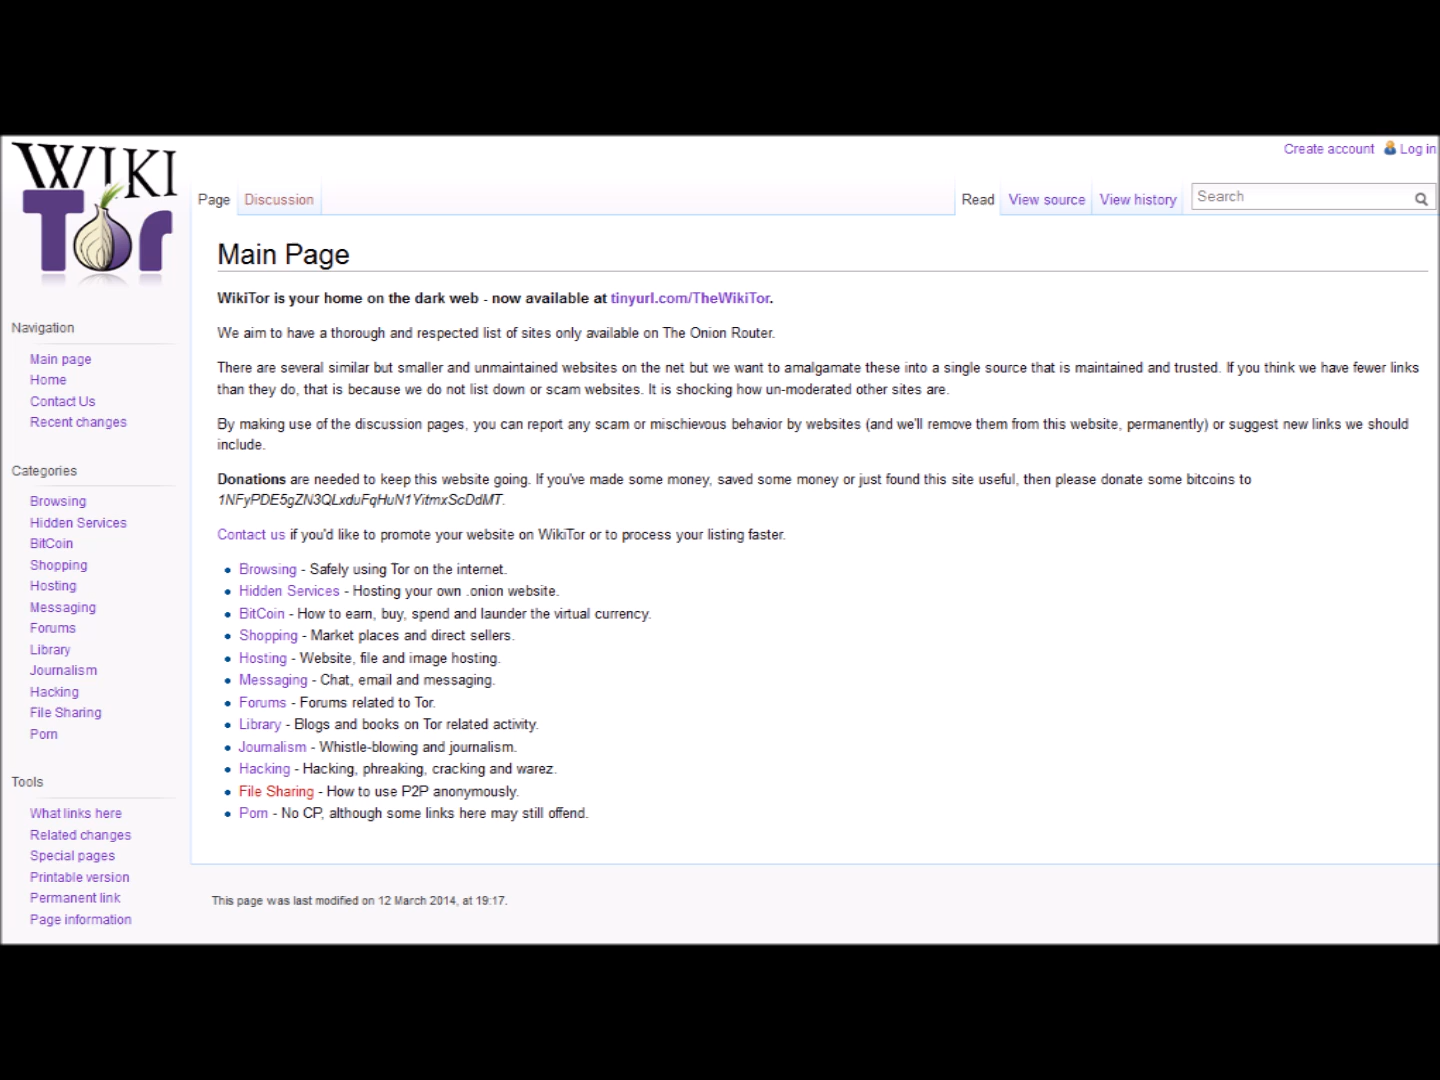 WIKI
Tor
Create account Log in
Page Discussion Read View source View history Search
Main Page
WikiTor is your home on the dark web - now available at tinyurl.com/TheWikiTor.
We aim to have a thorough and respected list of sites only available on The Onion Router.
There are several similar but smaller and unmaintained websites on the net but we want to amalgamate these into a single source that is maintained and trusted. If you think we have fewer links
than they do, that is because we do not list down or scam websites. It is shocking how un-moderated other sites are.
By making use of the discussion pages, you can report any scam or mischievous behavior by websites (and we'll remove them from this website, permanently) or suggest new links we should
include.
Donations are needed to keep this website going. If you've made some money, saved some money or just found this site useful, then please donate some bitcoins to
1NFyPDE5gZN3QLxduFqHuN1YitmxScDdMT.
Contact us if you'd like to promote your website on WikiTor or to process your listing faster.
Browsing - Safely using Tor on the internet.
Hidden Services - Hosting your own .onion website.
BitCoin - How to earn, buy, spend and launder the virtual currency.
Shopping - Market places and direct sellers.
Hosting - Website, file and image hosting.
Messaging - Chat, email and messaging.
Forums - Forums related to Tor.
Library - Blogs and books on Tor related activity.
Journalism - Whistle-blowing and journalism.
Hacking - Hacking, phreaking, cracking and warez.
File Sharing - How to use P2P anonymously.
Porn - No CP, although some links here may still offend.
Navigation
Main page
Home
Contact Us
Recent changes
Categories
Browsing
Hidden Services
BitCoin
Shopping
Hosting
Messaging
Forums
Library
Journalism
Hacking
File Sharing
Porn
Tools
What links here
Related changes
Special pages
Printable version
Permanent link
Page information
This page was last modified on 12 March 2014, at 19:17.